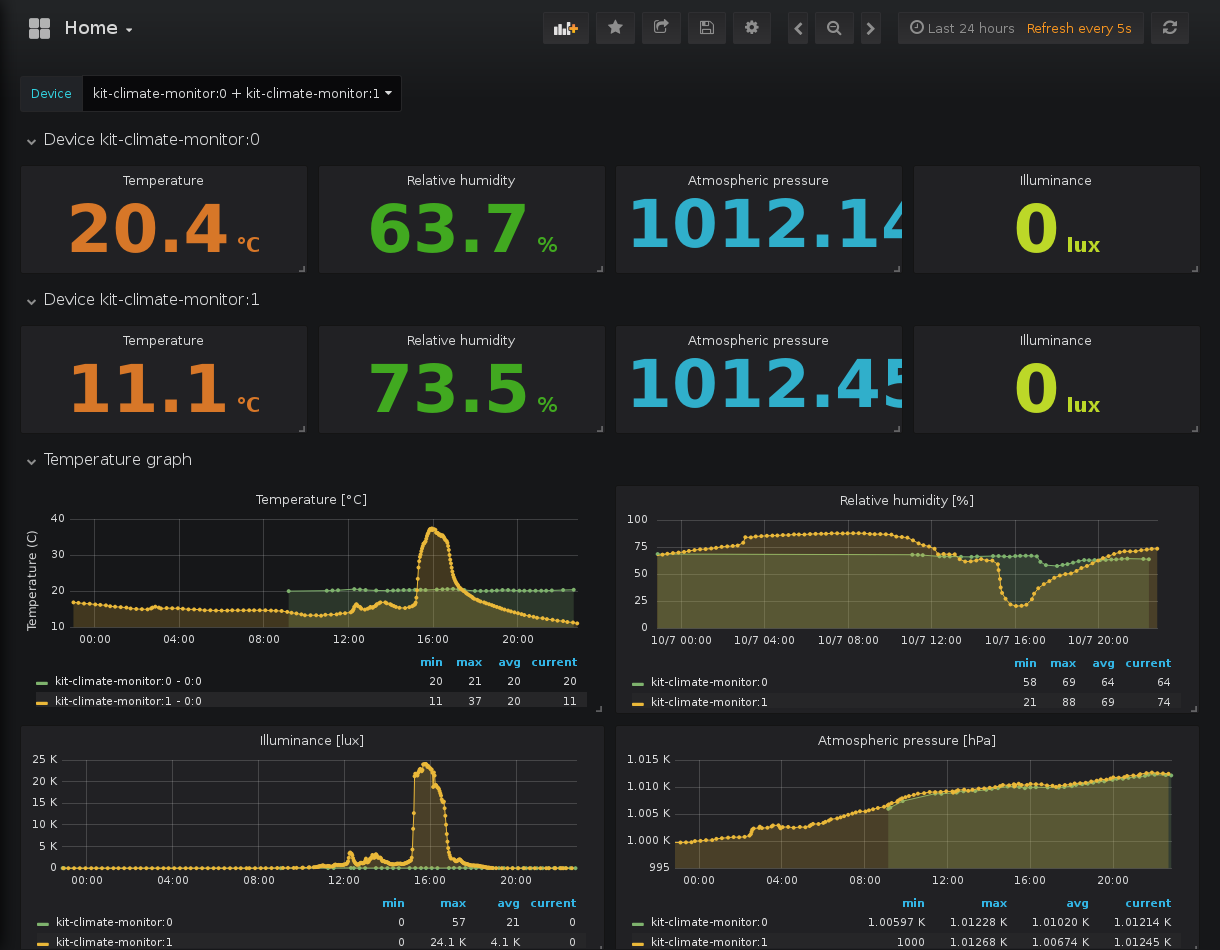 Home
Last 24 hours Refresh every 5s
Device kit-climate-monitor:0 + kit-climate-monitor:1
Device kit-climate-monitor:0
Temperature Relative humidity Atmospheric pressure Illuminance
20.4 °C 63.7 % 1012.14 0 lux
Device kit-climate-monitor:1
Temperature Relative humidity Atmospheric pressure Illuminance
11.1 °C 73.5 % 1012.45 0 lux
Temperature graph
Temperature [°C]
Temperature (C)
40
30
20
10
00:00 04:00 08:00 12:00 16:00 20:00
min max avg current
kit-climate-monitor:0 - 0:0 20 21 20 20
kit-climate-monitor:1 - 0:0 11 37 20 11
Relative humidity [%]
100
75
50
25
0
10/7 00:00 10/7 04:00 10/7 08:00 10/7 12:00 10/7 16:00 10/7 20:00
min max avg current
kit-climate-monitor:0 58 69 64 64
kit-climate-monitor:1 21 88 69 74
Illuminance [lux]
25 K
20 K
15 K
10 K
5 K
0
00:00 04:00 08:00 12:00 16:00 20:00
min max avg current
kit-climate-monitor:0 0 57 21 0
kit-climate-monitor:1 0 24.1 K 4.1 K 0
Atmospheric pressure [hPa]
1.015 K
1.010 K
1.005 K
1.000 K
995
00:00 04:00 08:00 12:00 16:00 20:00
min max avg current
kit-climate-monitor:0 1.00597 K 1.01228 K 1.01020 K 1.01214 K
kit-climate-monitor:1 1000 1.01268 K 1.00674 K 1.01245 K